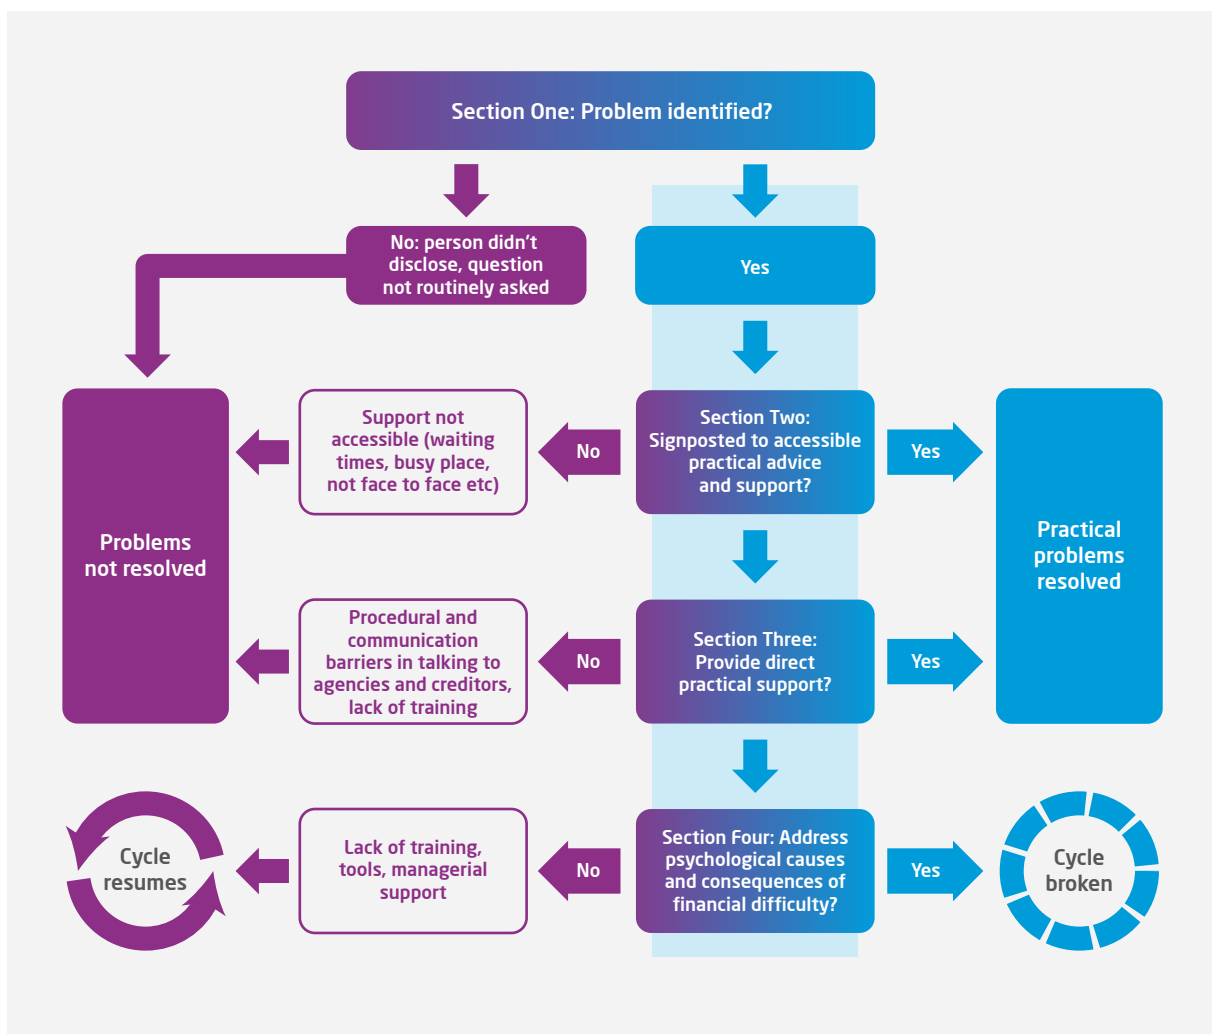 Section One: Problem identified?
No: person didn't
disclose, question
not routinely asked
Yes
Problems
not resolved
Support not
accessible (waiting
times, busy place,
not face to face etc)
No
Section Two:
Signposted to accessible
practical advice
and support?
Yes
Practical
problems
resolved
Procedural and
communication
barriers in talking to
agencies and creditors,
lack of training
No
Section Three:
Provide direct
practical support?
Yes
Cycle
resumes
Lack of training,
tools, managerial
support
No
Section Four: Address
psychological causes
and consequences of
financial difficulty?
Yes
Cycle
broken